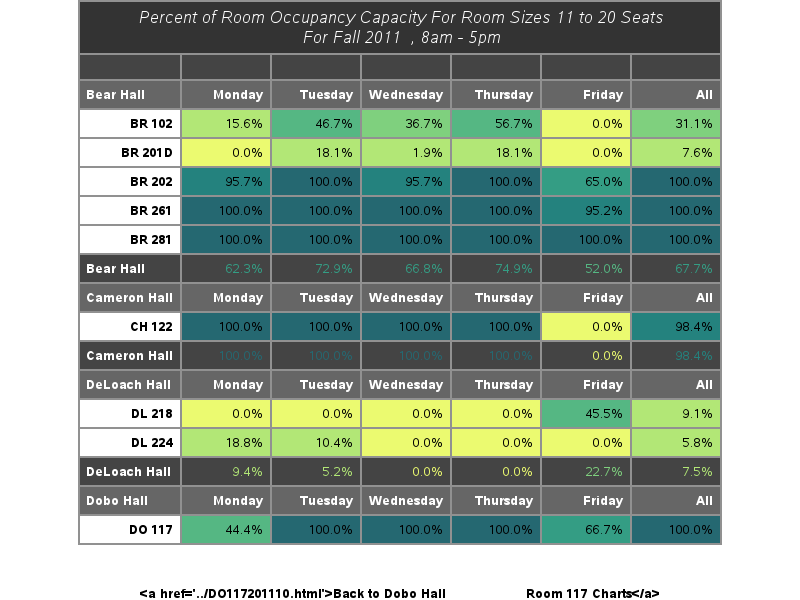 Percent of Room Occupancy Capacity For Room Sizes 11 to 20 Seats
For Fall 2011 , 8am - 5pm
Bear Hall Monday Tuesday Wednesday Thursday Friday All
BR 102 15.6% 46.7% 36.7% 56.7% 0.0% 31.1%
BR 201D 0.0% 18.1% 1.9% 18.1% 0.0% 7.6%
BR 202 95.7% 100.0% 95.7% 100.0% 65.0% 100.0%
BR 261 100.0% 100.0% 100.0% 100.0% 95.2% 100.0%
BR 281 100.0% 100.0% 100.0% 100.0% 100.0% 100.0%
Bear Hall 62.3% 72.9% 66.8% 74.9% 52.0% 67.7%
Cameron Hall Monday Tuesday Wednesday Thursday Friday All
CH 122 100.0% 100.0% 100.0% 100.0% 0.0% 98.4%
Cameron Hall 100.0% 100.0% 100.0% 100.0% 0.0% 98.4%
DeLoach Hall Monday Tuesday Wednesday Thursday Friday All
DL 218 0.0% 0.0% 0.0% 0.0% 45.5% 9.1%
DL 224 18.8% 10.4% 0.0% 0.0% 0.0% 5.8%
DeLoach Hall 9.4% 5.2% 0.0% 0.0% 22.7% 7.5%
Dobo Hall Monday Tuesday Wednesday Thursday Friday All
DO 117 44.4% 100.0% 100.0% 100.0% 66.7% 100.0%
<a href='../DO117201110.html'>Back to Dobo Hall Room 117 Charts</a>